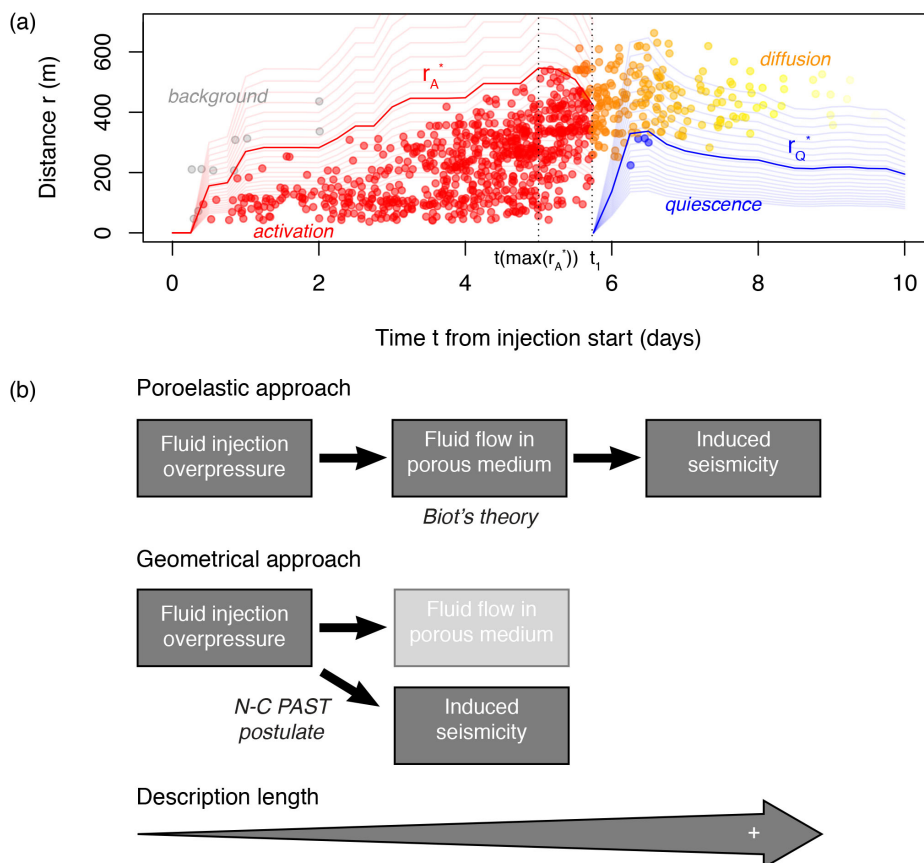 (a)
Distance r (m)
600
400
200
0
background
r_A*
diffusion
r_Q*
activation
quiescence
t(max(r_A*)) t_1
0 2 4 6 8 10
Time t from injection start (days)
(b)
Poroelastic approach
Fluid injection
overpressure
Fluid flow in
porous medium
Induced
seismicity
Biot's theory
Geometrical approach
Fluid injection
overpressure
Fluid flow in
porous medium
N-C PAST
postulate
Induced
seismicity
Description length
+